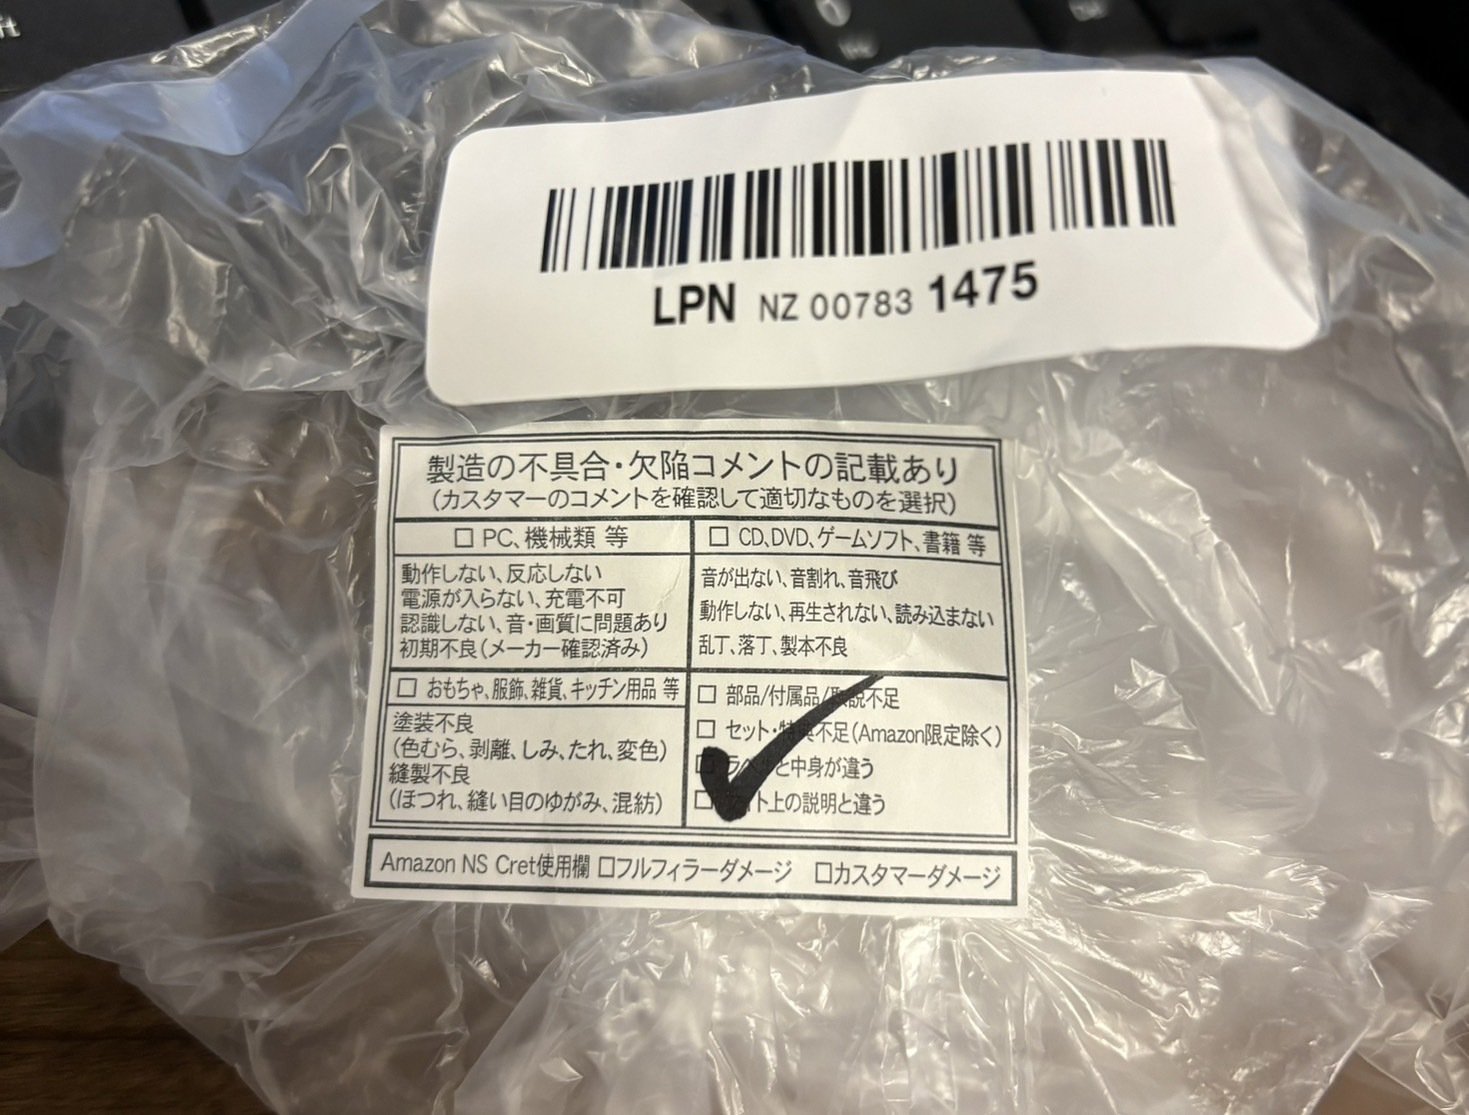 LPN NZ 00783 1475
製造の不具合・欠陥コメントの記載あり
(カスタマーのコメントを確認して適切なものを選択)
□ PC、機械類 等
動作しない、反応しない
電源が入らない、充電不可
認識しない、音・画質に問題あり
初期不良(メーカー確認済み)
□ CD、DVD、ゲームソフト、書籍 等
音が出ない、音割れ、音飛び
動作しない、再生されない、読み込まない
乱丁、落丁、製本不良
□ おもちゃ、服飾、雑貨、キッチン用品 等
塗装不良
(色むら、剥離、しみ、たれ、変色)
縫製不良
(ほつれ、縫い目のゆがみ、混紡)
□ 部品/付属品/取説不足
□ セット・特典不足(Amazon限定除く)
□ ラベルと中身が違う
□ サイト上の説明と違う
Amazon NS Cret使用欄 □フルフィラーダメージ □カスタマーダメージ